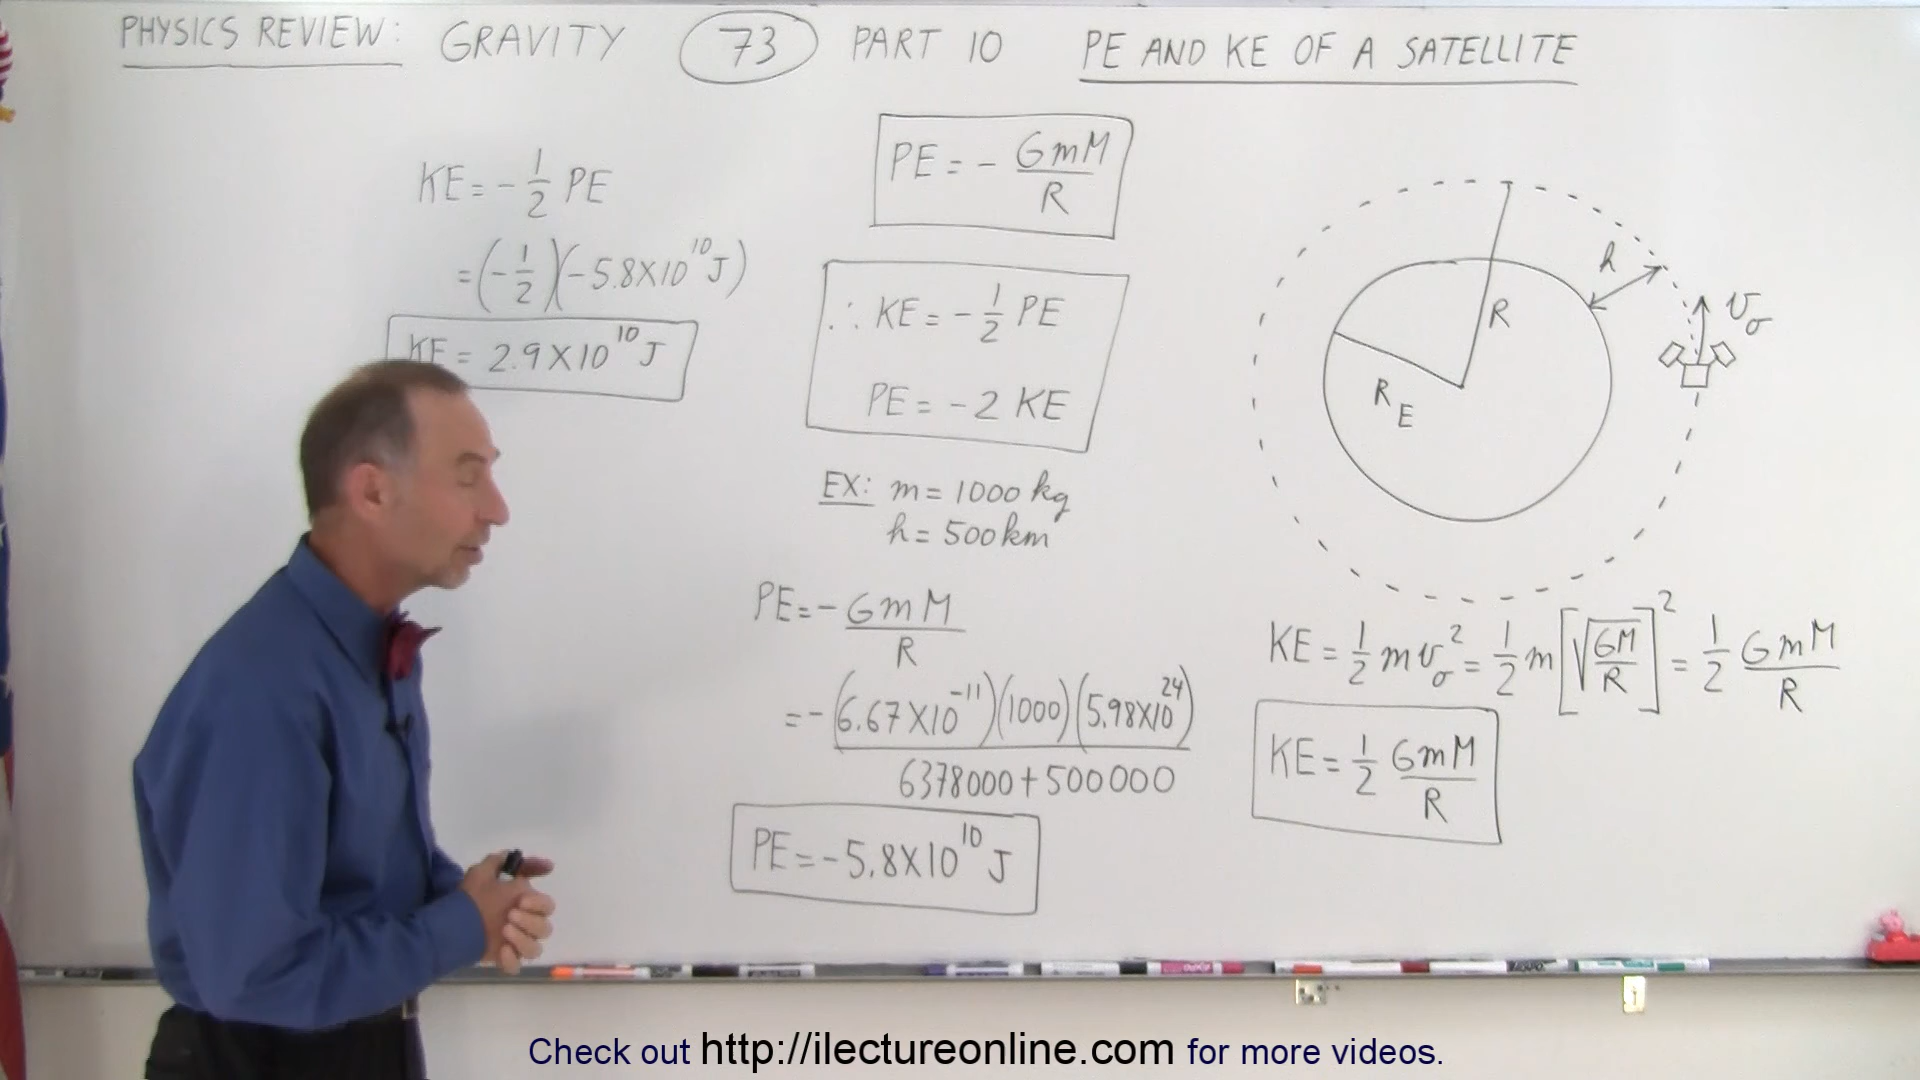 PHYSICS REVIEW: GRAVITY 73 PART 10 PE AND KE OF A SATELLITE
KE = - 1/2 PE
= (- 1/2)(-5.8X10^10 J)
KE = 2.9X10^10 J
PE = - GmM/R
∴ KE = - 1/2 PE
PE = -2 KE
EX: m = 1000 kg
h = 500 km
PE = - GmM/R
= - (6.67X10^-11)(1000)(5.98X10^24)
6378000 + 500000
PE = -5.8X10^10 J
h
R
v_o
R_E
KE = 1/2 m v_o^2 = 1/2 m [√(GM/R)]^2 = 1/2 GmM/R
KE = 1/2 GmM/R
Check out http://ilectureonline.com for more videos.